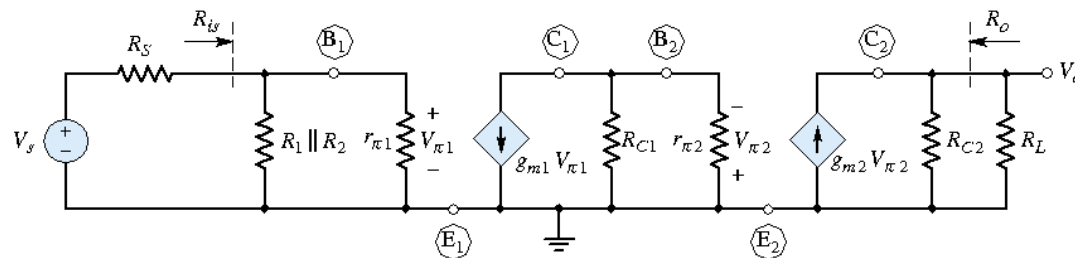 R_is
B_1
C_1
B_2
C_2
R_o
R_S
V_o
V_s
+
−
R_1 || R_2
r_π1
+
V_π1
−
g_m1 V_π1
R_C1
r_π2
−
V_π2
+
g_m2 V_π2
R_C2
R_L
E_1
E_2